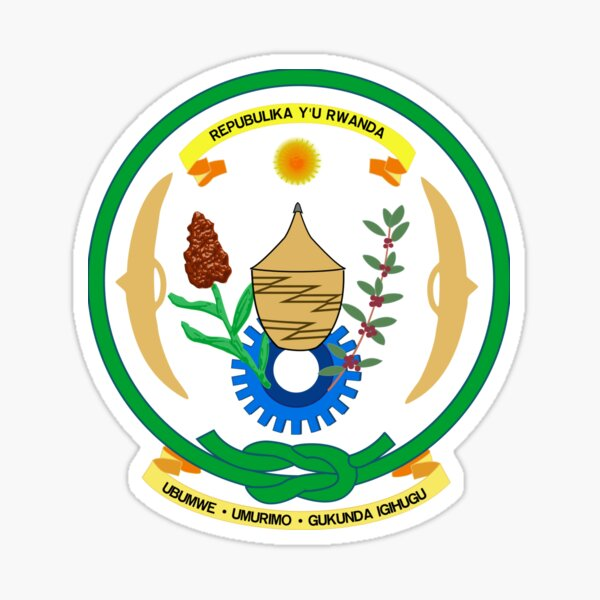 REPUBULIKA Y'U RWANDA
UBUMWE • UMURIMO • GUKUNDA IGIHUGU